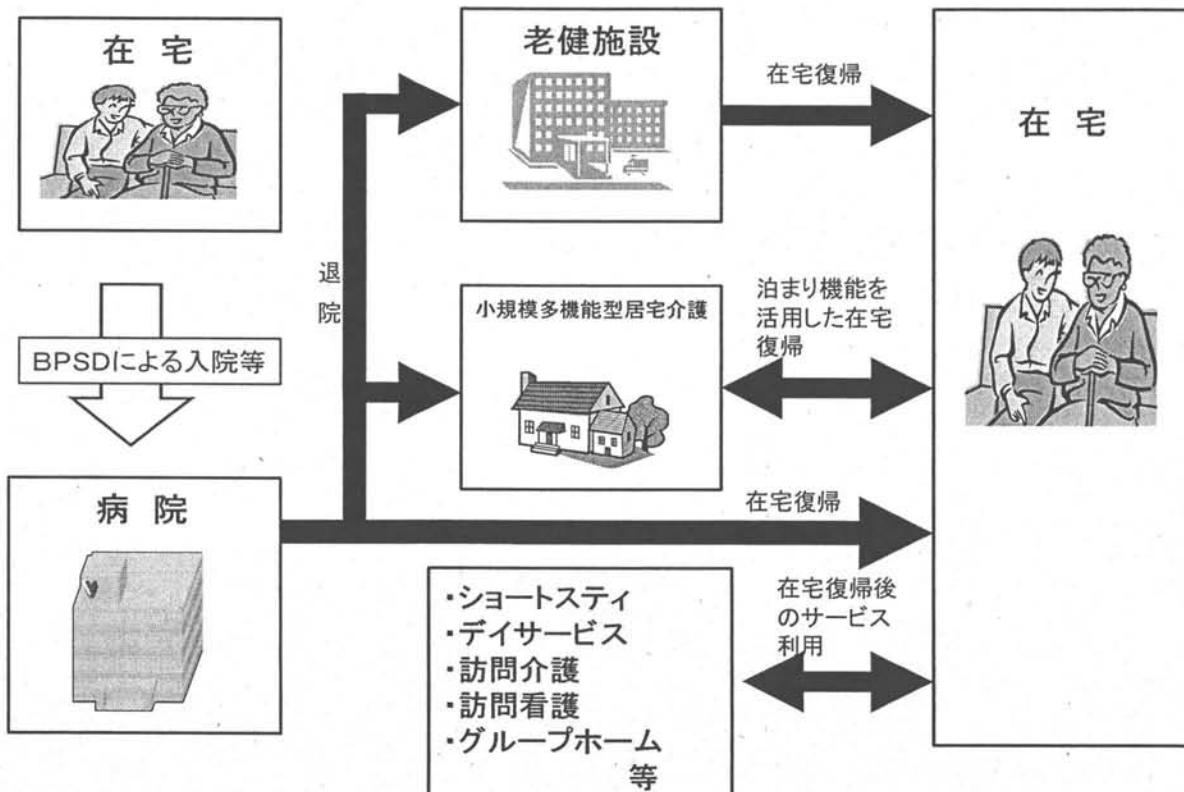 在 宅
BPSDによる入院等
病 院
退
院
老健施設
小規模多機能型居宅介護
・ショートスティ
・デイサービス
・訪問介護
・訪問看護
・グループホーム
等
在宅復帰
泊まり機能を
活用した在宅
復帰
在宅復帰
在宅復帰後
のサービス
利用
在 宅